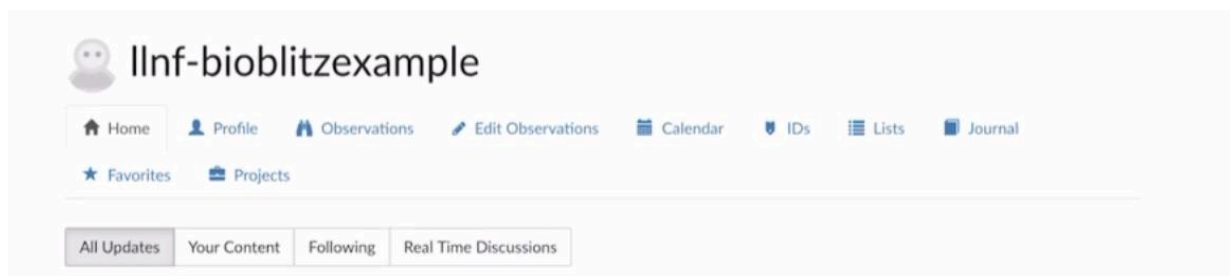 llnf-bioblitzexample
Home Profile Observations Edit Observations Calendar IDs Lists Journal
Favorites Projects
All Updates Your Content Following Real Time Discussions